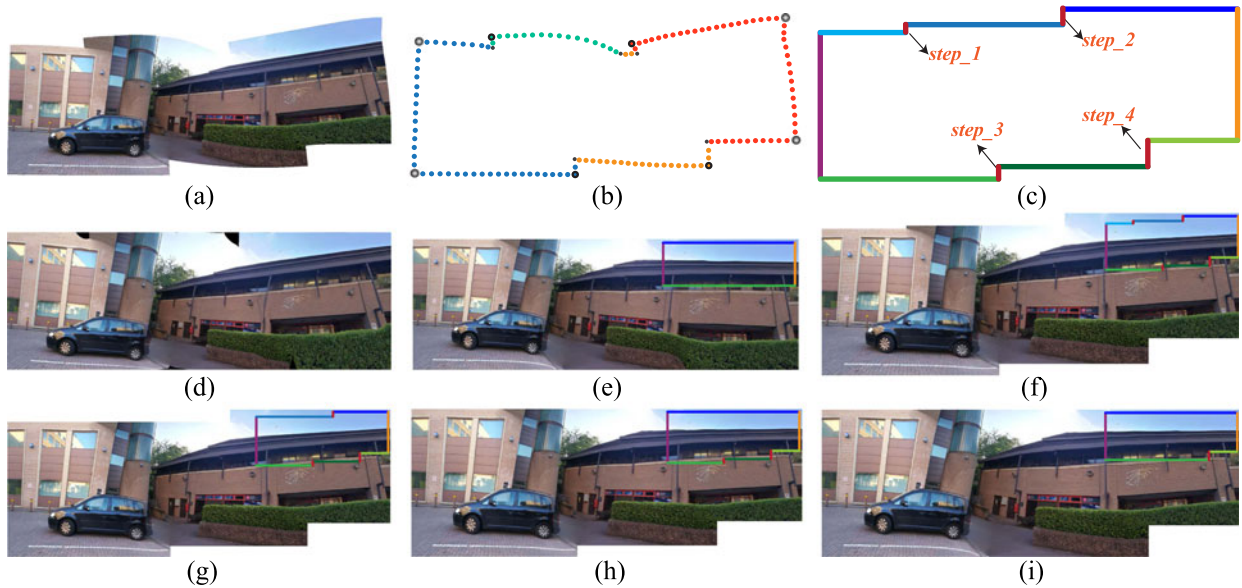 step_1
step_2
step_3
step_4
(a)
(b)
(c)
(d)
(e)
(f)
(g)
(h)
(i)